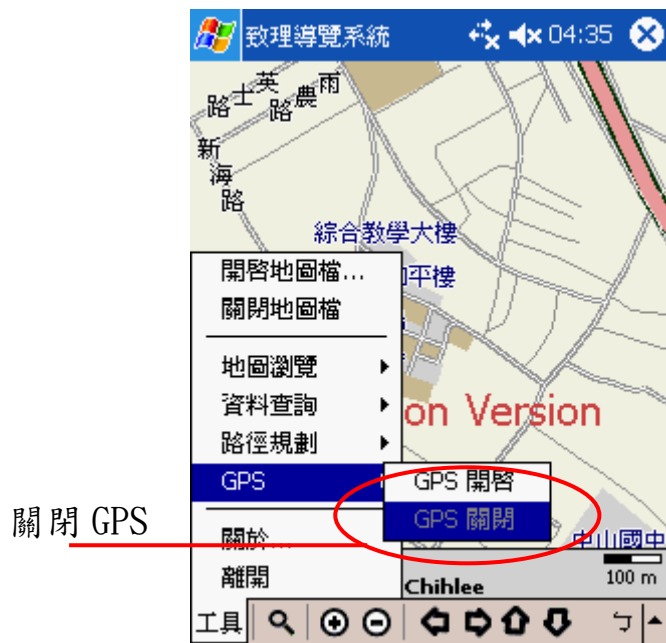 致理導覽系統 04:35
英 雨
士 農
路 路
新
海
路
綜合教學大樓
開啓地圖檔...
平樓
關閉地圖檔
地圖瀏覽
資料查詢
on Version
路徑規劃
GPS
GPS 開啓
GPS 關閉
關閉 GPS
關於...
中山國中
離開
Chihlee
100 m
工具
ㄅ